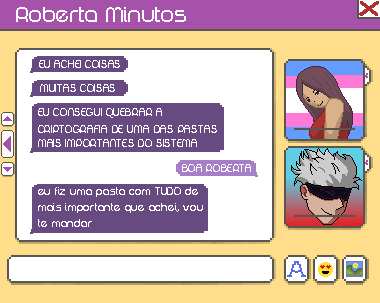 Roberta Minutos
EU ACHEI COISAS
MUITAS COISAS
EU CONSEGUI QUEBRAR A
CRIPTOGRAFIA DE UMA DAS PASTAS
MAIS IMPORTANTES DO SISTEMA
BOA ROBERTA
eu fiz uma pasta com TUDO de
mais importante que achei, vou
te mandar
A